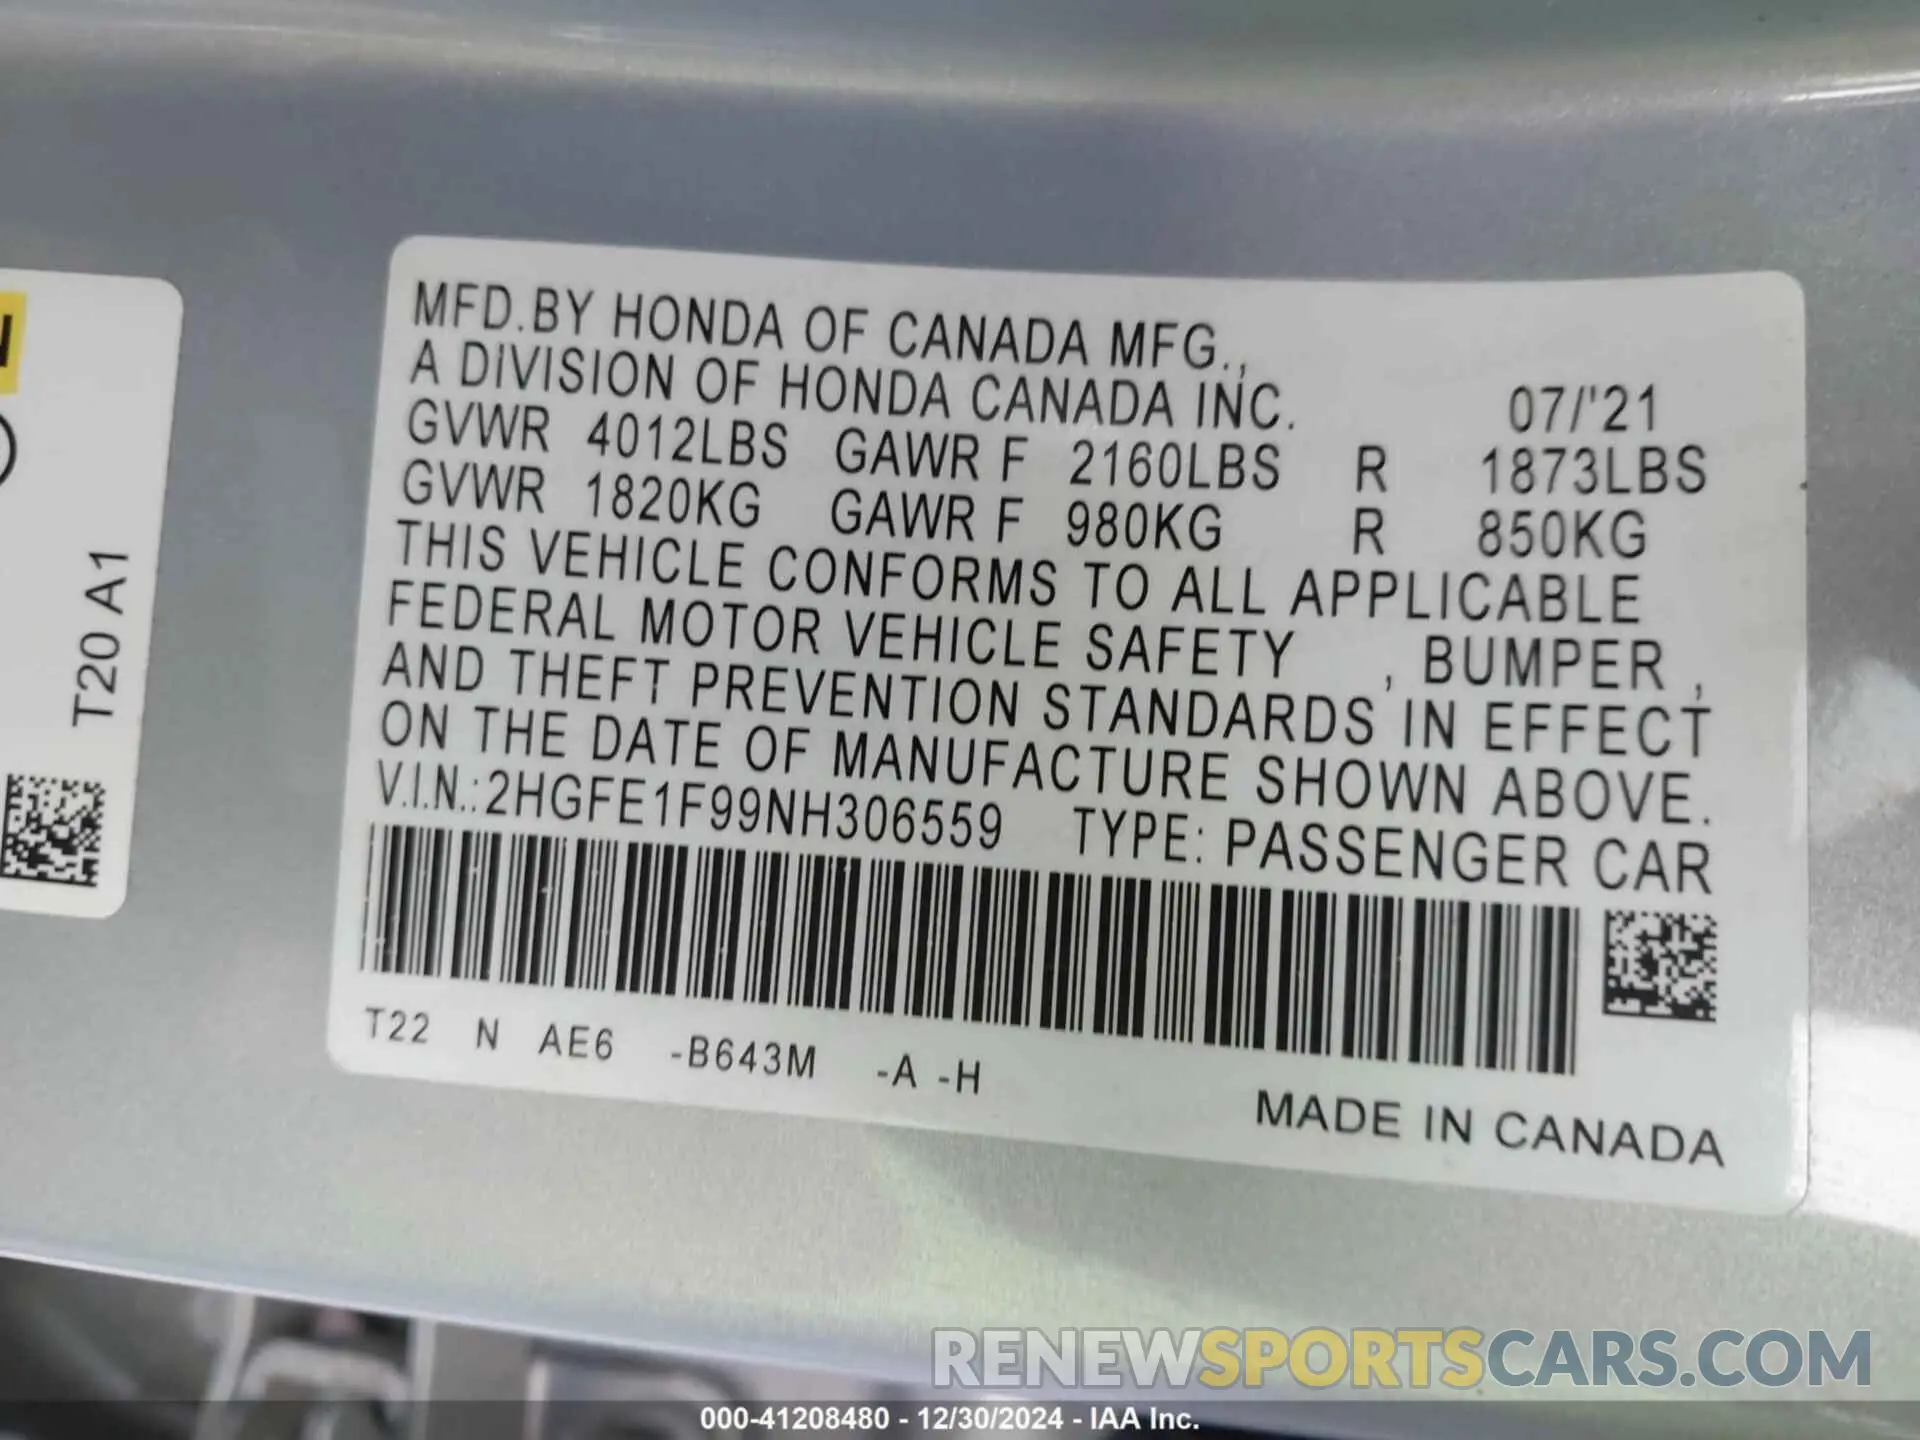 MFD.BY HONDA OF CANADA MFG.,
A DIVISION OF HONDA CANADA INC. 07/'21
GVWR 4012LBS GAWR F 2160LBS R 1873LBS
GVWR 1820KG GAWR F 980KG R 850KG
THIS VEHICLE CONFORMS TO ALL APPLICABLE
FEDERAL MOTOR VEHICLE SAFETY , BUMPER ,
AND THEFT PREVENTION STANDARDS IN EFFECT
ON THE DATE OF MANUFACTURE SHOWN ABOVE.
V.I.N.:2HGFE1F99NH306559 TYPE: PASSENGER CAR
T22 N AE6 -B643M -A -H
MADE IN CANADA
T20 A1
RENEWSPORTSCARS.COM
000-41208480 - 12/30/2024 - IAA Inc.